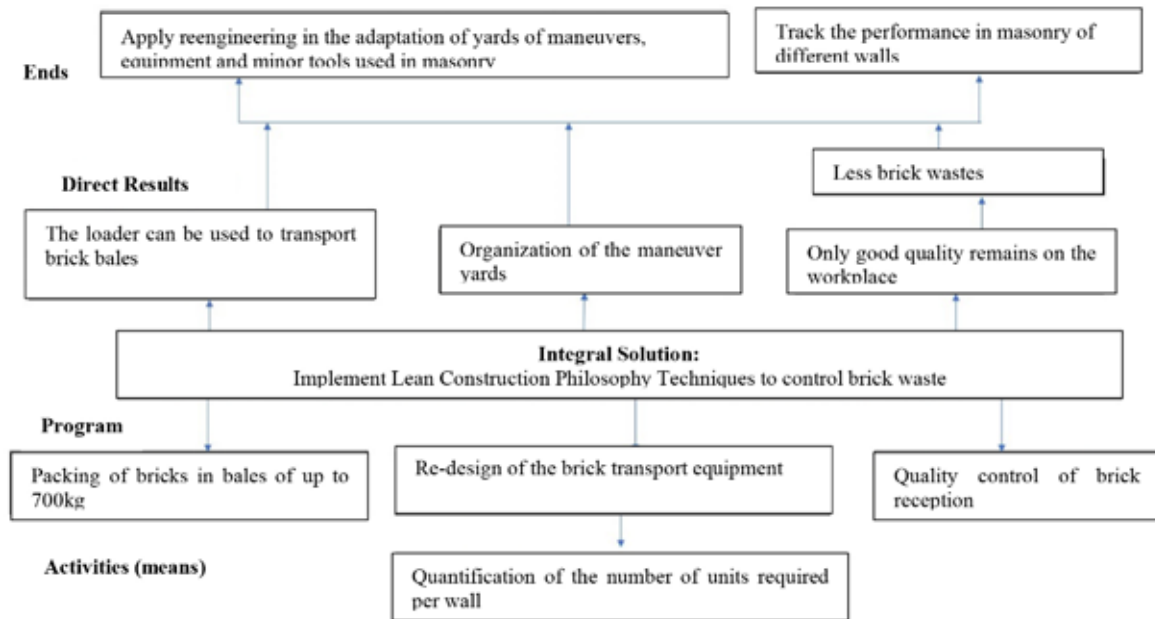 Apply reengineering in the adaptation of yards of maneuvers,
equipment and minor tools used in masonry
Track the performance in masonry of
different walls
Ends
Less brick wastes
Direct Results
The loader can be used to transport
brick bales
Organization of the maneuver
yards
Only good quality remains on the
workplace
Integral Solution:
Implement Lean Construction Philosophy Techniques to control brick waste
Program
Packing of bricks in bales of up to
700kg
Re-design of the brick transport equipment
Quality control of brick
reception
Activities (means)
Quantification of the number of units required
per wall